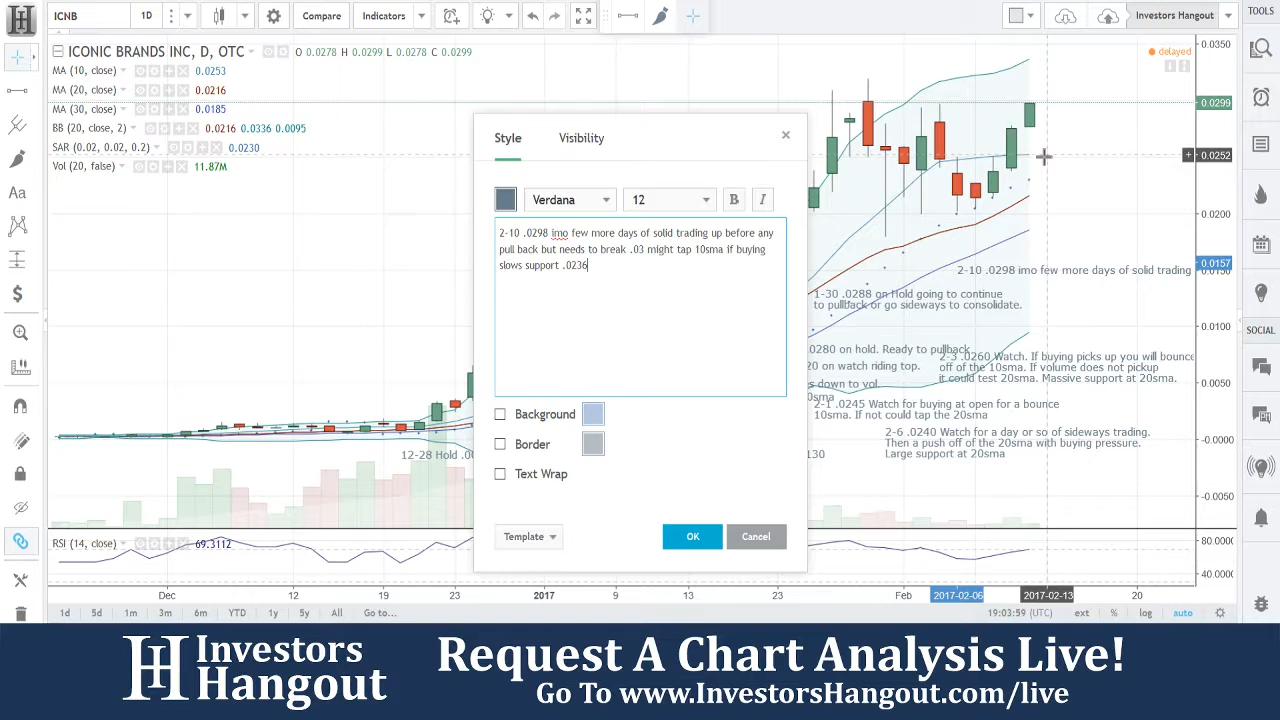 ICNB
1D
Compare
Indicators
Investors Hangout
TOOLS
ICONIC BRANDS INC, D, OTC
O 0.0278 H 0.0299 L 0.0278 C 0.0299
delayed
MA (10, close) 0.0253
MA (20, close) 0.0216
MA (30, close) 0.0185
BB (20, close, 2) 0.0216 0.0336 0.0095
SAR (0.02, 0.02, 0.2) 0.0230
Vol (20, false) 11.87M
Style
Visibility
Verdana
12
B
I
2-10 .0298 imo few more days of solid trading up before any
pull back but needs to break .03 might tap 10sma if buying
slows support .0236
Background
Border
Text Wrap
Template
OK
Cancel
2-10 .0298 imo few more days of solid trading
1-30 .0288 on Hold going to continue
to pullback or go sideways to consolidate.
0280 on hold. Ready to pullback
20 on watch riding top.
s down to vol.
2-3 .0260 Watch. If buying picks up you will bounce
off of the 10sma. If volume does not pickup
it could test 20sma. Massive support at 20sma.
2-1 .0245 Watch for buying at open for a bounce
10sma. If not could tap the 20sma
2-6 .0240 Watch for a day or so of sideways trading.
Then a push off of the 20sma with buying pressure.
Large support at 20sma
12-28 Hold .00
130
0.0350
0.0299
0.0252
0.0200
0.0157
0.0150
0.0100
0.0050
-0.0000
-0.0050
80.0000
40.0000
SOCIAL
RSI (14, close) 69.3112
Dec
12
19
23
2017
9
13
23
Feb
2017-02-06
2017-02-13
20
1d
5d
1m
3m
6m
YTD
1y
5y
All
Go to...
19:03:59 (UTC)
ext
%
log
auto
Investors
Hangout
Request A Chart Analysis Live!
Go To www.InvestorsHangout.com/live